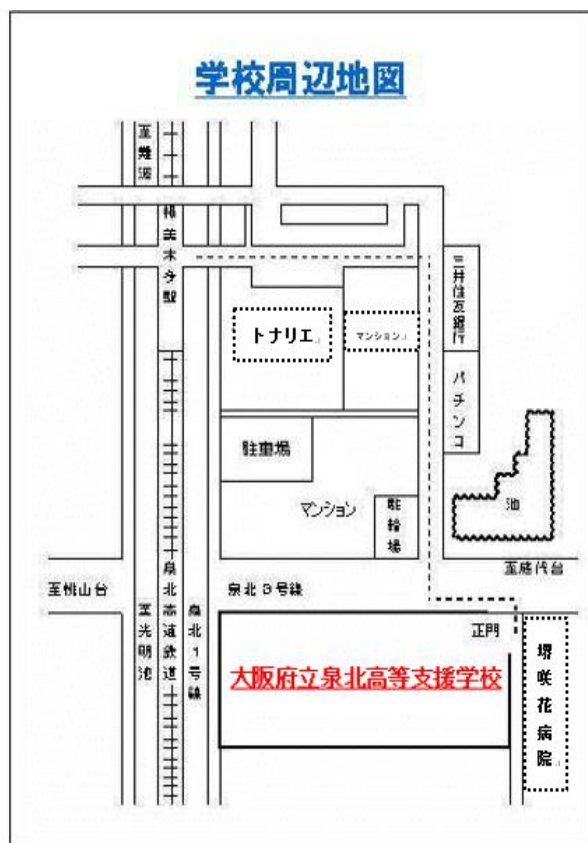 学校周辺地図
至難波
栂・美木多駅
三井住友銀行
トナリエ
マンション
パチンコ
駐車場
池
マンション
駐輪場
至庭代台
至桃山台
泉北3号線
至光明池
泉北高速鉄道
泉北1号線
正門
大阪府立泉北高等支援学校
堺咲花病院